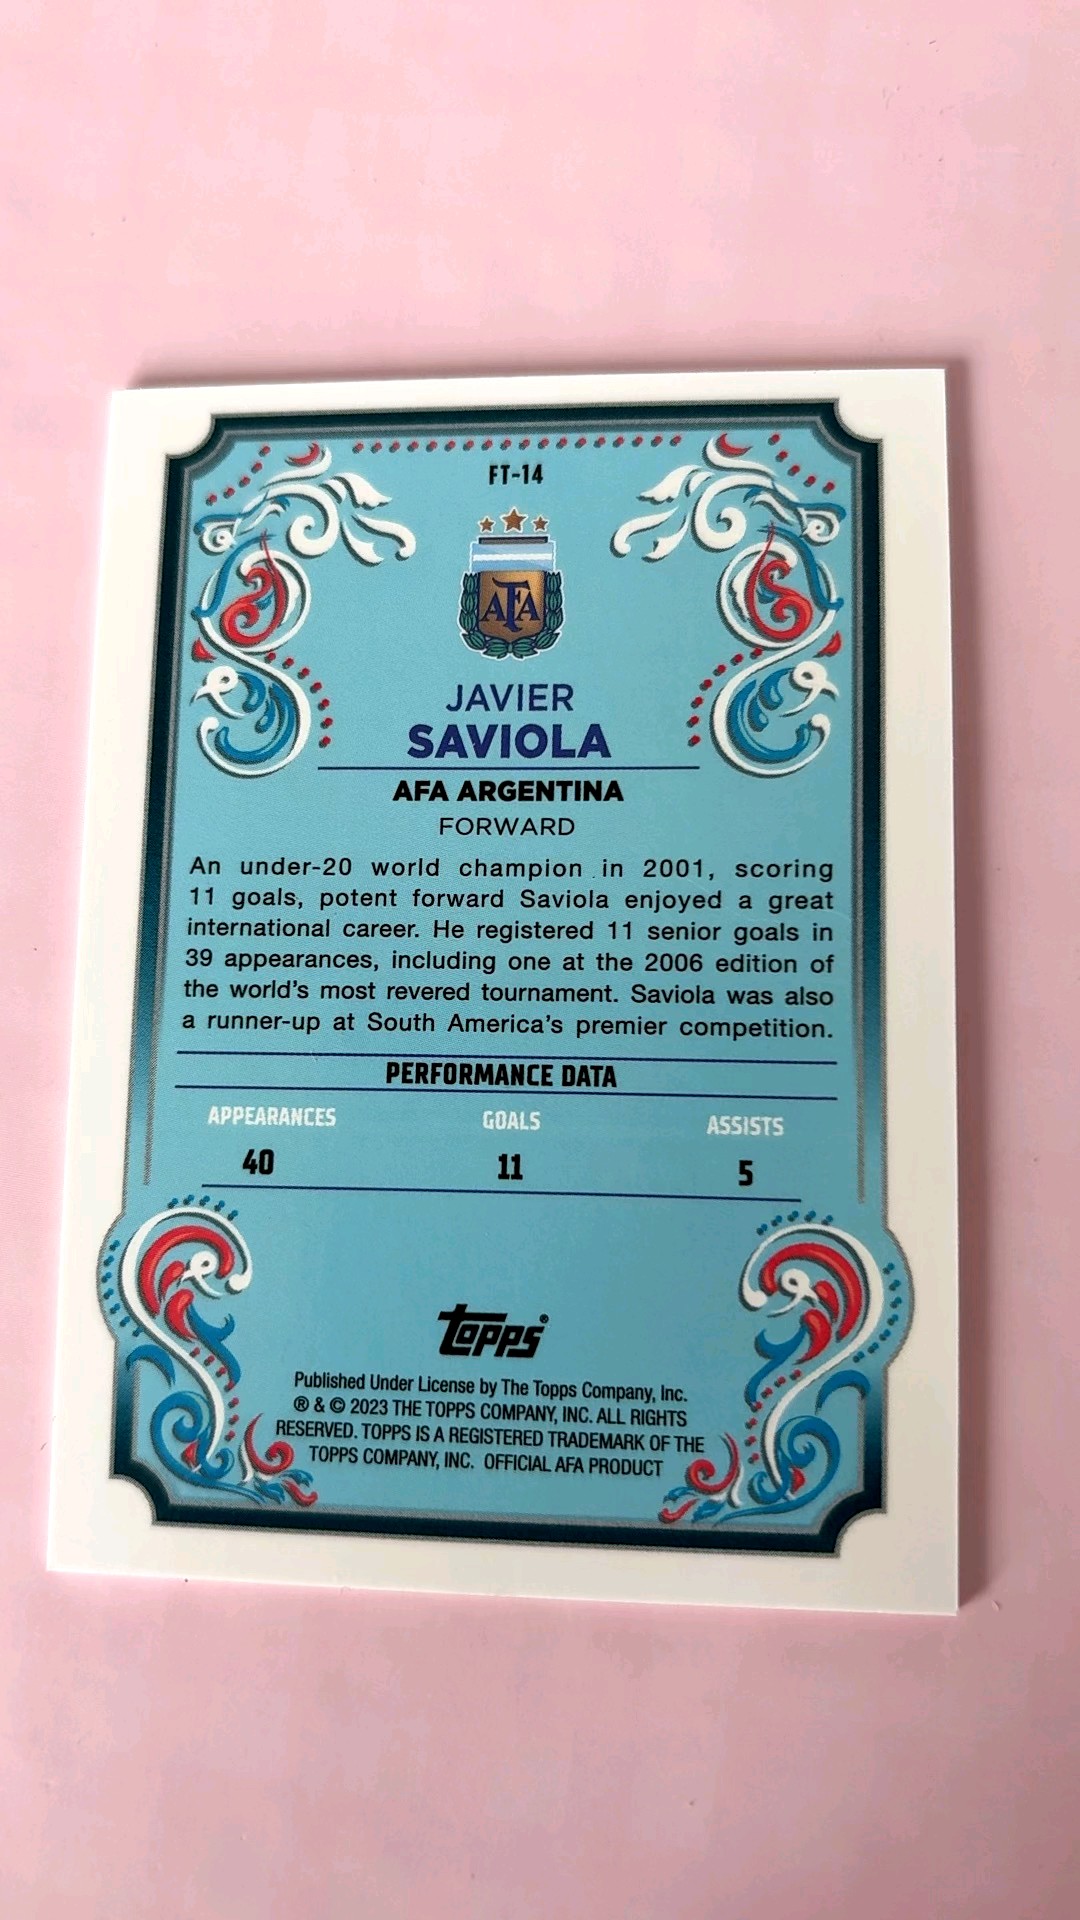 FT-14
AFA
JAVIER
SAVIOLA
AFA ARGENTINA
FORWARD
An under-20 world champion in 2001, scoring
11 goals, potent forward Saviola enjoyed a great
international career. He registered 11 senior goals in
39 appearances, including one at the 2006 edition of
the world's most revered tournament. Saviola was also
a runner-up at South America's premier competition.
PERFORMANCE DATA
APPEARANCES GOALS ASSISTS
40 11 5
topps®
Published Under License by The Topps Company, Inc.
® & © 2023 THE TOPPS COMPANY, INC. ALL RIGHTS
RESERVED. TOPPS IS A REGISTERED TRADEMARK OF THE
TOPPS COMPANY, INC. OFFICIAL AFA PRODUCT